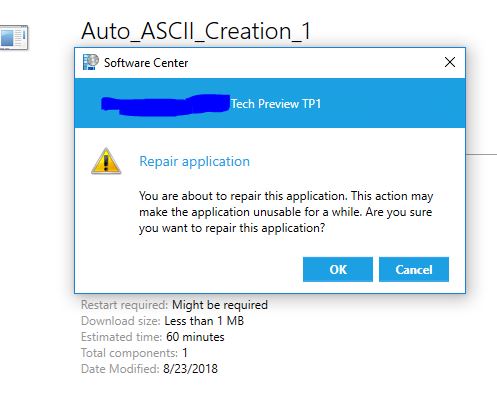 Auto_ASCII_Creation_1
Software Center
Tech Preview TP1
Repair application
You are about to repair this application. This action may
make the application unusable for a while. Are you sure
you want to repair this application?
OK Cancel
Restart required: Might be required
Download size: Less than 1 MB
Estimated time: 60 minutes
Total components: 1
Date Modified: 8/23/2018